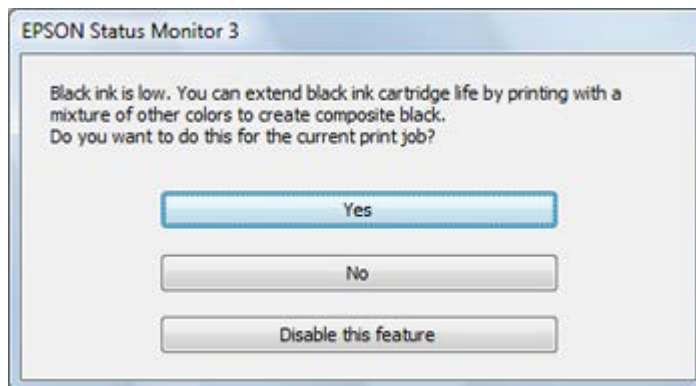 EPSON Status Monitor 3
Black ink is low. You can extend black ink cartridge life by printing with a
mixture of other colors to create composite black.
Do you want to do this for the current print job?
Yes
No
Disable this feature